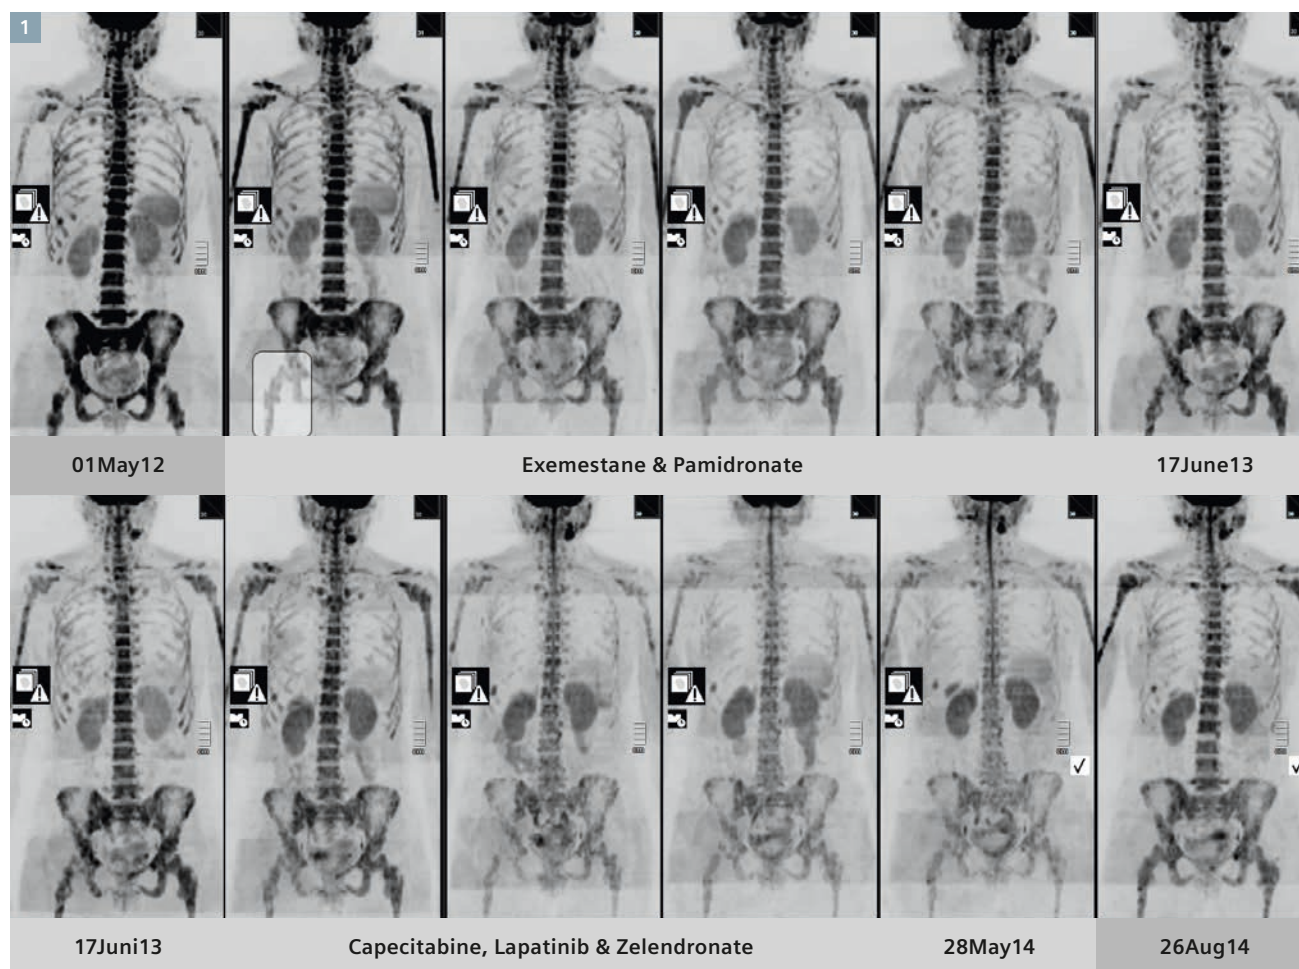 1
01May12
Exemestane & Pamidronate
17June13
17Juni13
Capecitabine, Lapatinib & Zelendronate
28May14
26Aug14